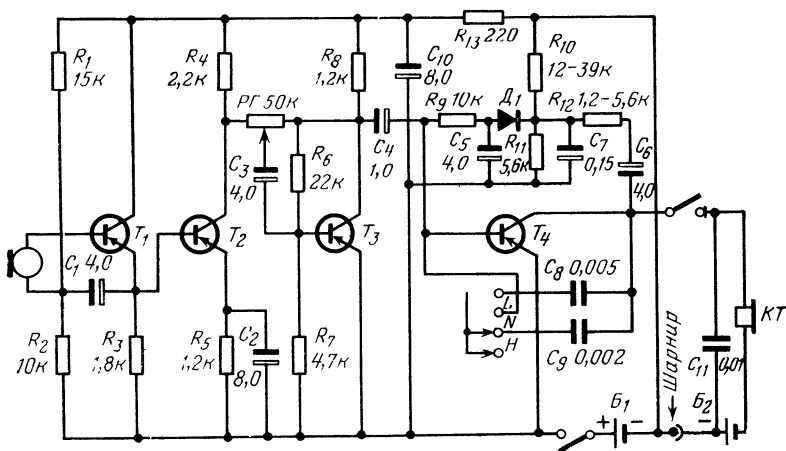 R1
15к
R4
2,2к
РГ 50к
R8
1,2к
C10
8,0
R13 220
R10
12–39к
R9 10к
Д1
R12 1,2–5,6к
C3
4,0
R6
22к
C4
1,0
C5
4,0
R11
5,6к
C7
0,15
C6
4,0
T1
T2
T3
T4
C1 4,0
C8 0,005
L
N
H
C9 0,002
КТ
R2
10к
R3
1,8к
R5
1,2к
C2
8,0
R7
4,7к
Шарнир
C11
0,01
Б1
Б2
+
–
–